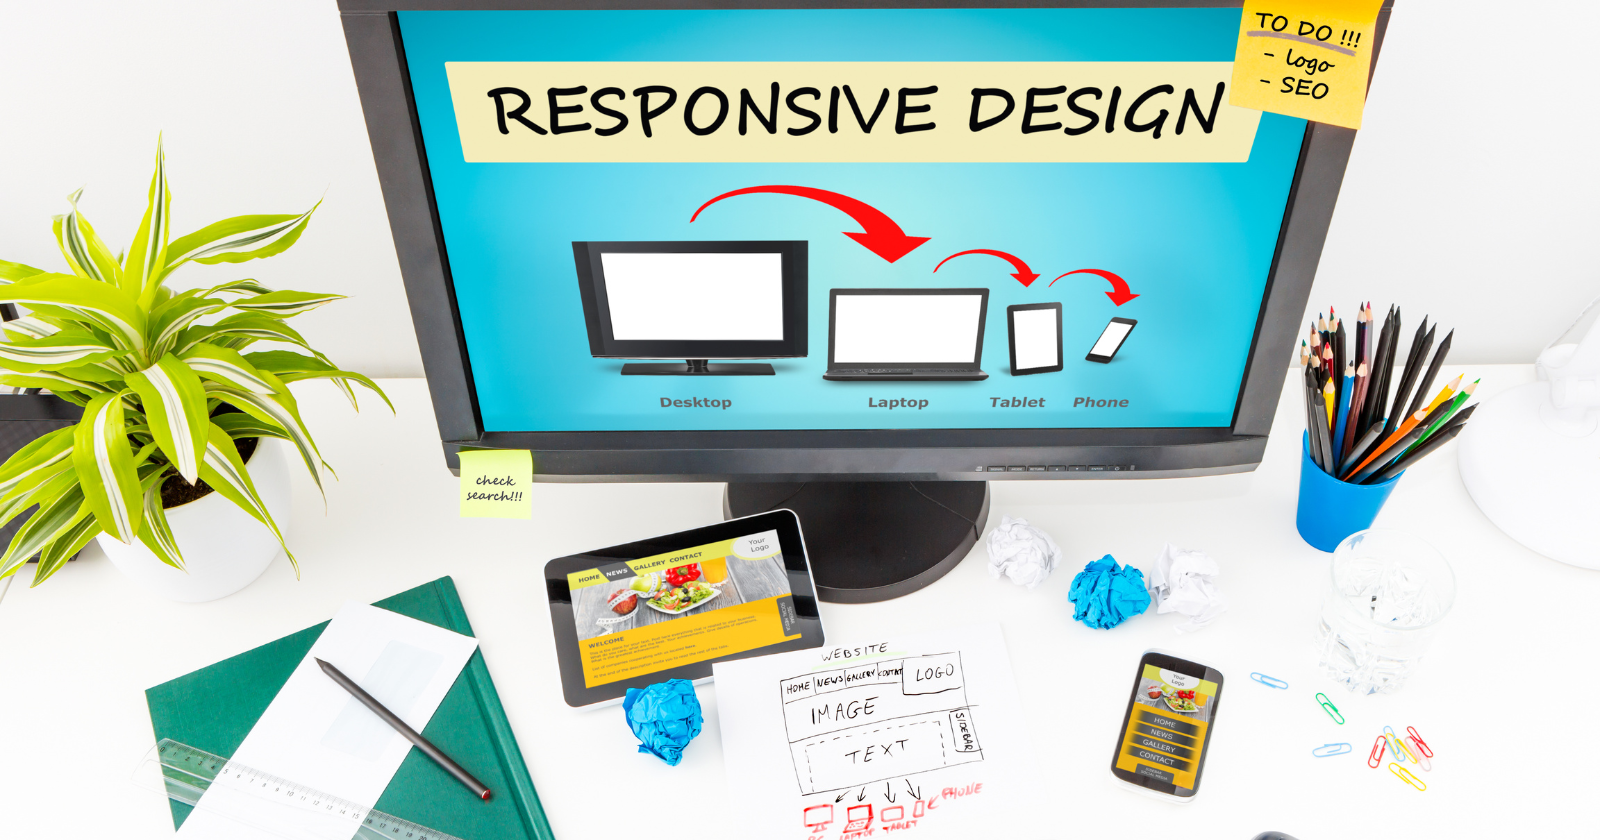 RESPONSIVE DESIGN
TO DO !!!
- logo
- SEO
Desktop
Laptop
Tablet
Phone
check
search!!!
HOME
NEWS
GALLERY
CONTACT
Your
Logo
WELCOME
WEBSITE
HOME
NEWS
GALLERY
LOGO
IMAGE
SIDEBAR
TEXT
PHONE
LAPTOP
TABLET
Your
Logo
HOME
NEWS
GALLERY
CONTACT